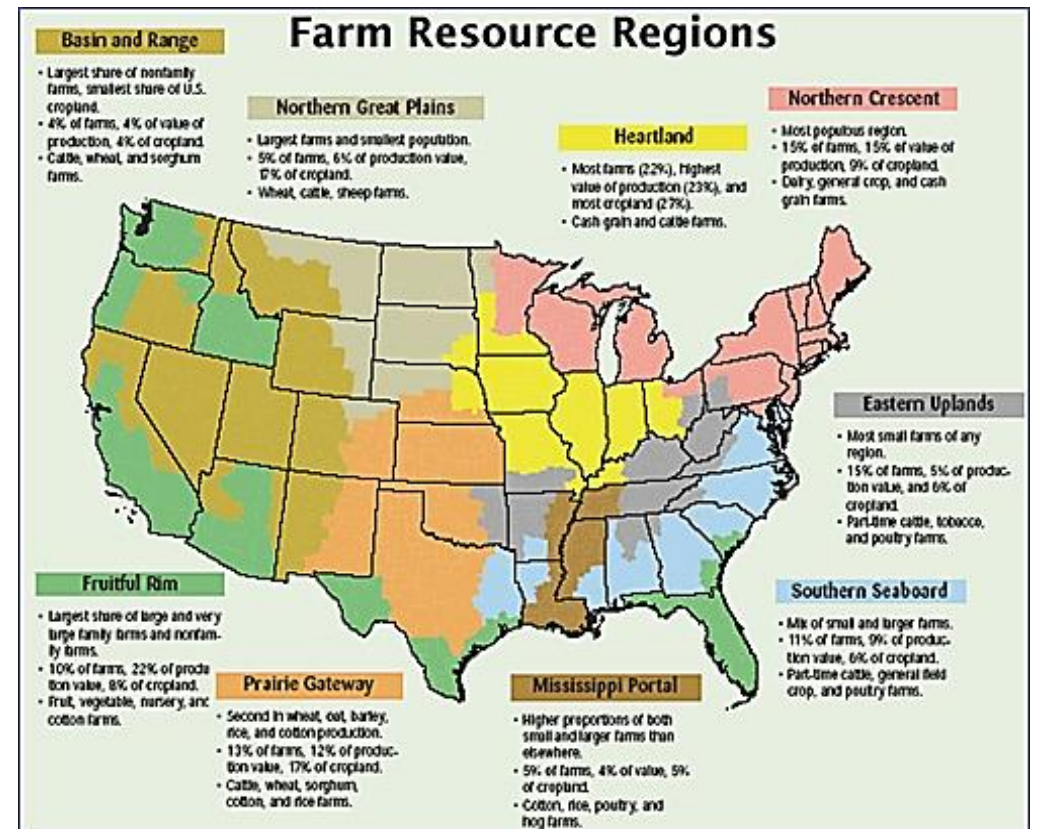 Farm Resource Regions
Basin and Range
• Largest share of nonfamily
farms, smallest share of U.S.
cropland.
• 4% of farms, 4% of value of
production, 4% of cropland.
• Cattle, wheat, and sorghum
farms.
Northern Great Plains
• Largest farms and smallest population.
• 5% of farms, 6% of production value,
17% of cropland.
• Wheat, cattle, sheep farms.
Heartland
• Most farms (22%), highest
value of production (23%), and
most cropland (27%).
• Cash grain and cattle farms.
Northern Crescent
• Most populous region.
• 15% of farms, 15% of value of
production, 9% of cropland.
• Dairy, general crop, and cash
grain farms.
Eastern Uplands
• Most small farms of any
region.
• 15% of farms, 5% of produc-
tion value, and 6% of
cropland.
• Part-time cattle, tobacco,
and poultry farms.
Fruitful Rim
• Largest share of large and very
large family farms and nonfam-
ily farms.
• 10% of farms, 22% of produ
tion value, 8% of cropland.
• Fruit, vegetable, nursery, anc
cotton farms.
Prairie Gateway
• Second in wheat, oat, barley,
rice, and cotton production.
• 13% of farms, 12% of produc-
tion value, 17% of cropland.
• Cattle, wheat, sorghum,
cotton, and rice farms.
Mississippi Portal
• Higher proportions of both
small and larger farms than
elsewhere.
• 5% of farms, 4% of value, 5%
of cropland.
• Cotton, rice, poultry, and
hog farms.
Southern Seaboard
• Mix of small and larger farms.
• 11% of farms, 9% of produc-
tion value, 6% of cropland.
• Part-time cattle, general field
crop, and poultry farms.